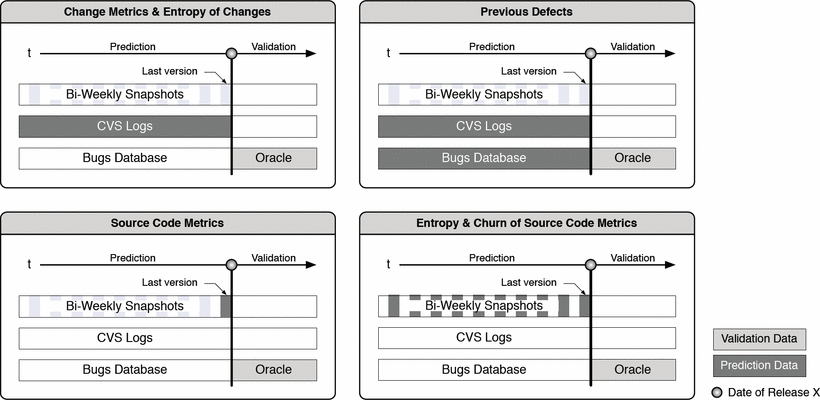 Change Metrics & Entropy of Changes
t
Prediction
Validation
Last version
Bi-Weekly Snapshots
CVS Logs
Bugs Database
Oracle
Previous Defects
t
Prediction
Validation
Last version
Bi-Weekly Snapshots
CVS Logs
Bugs Database
Oracle
Source Code Metrics
t
Prediction
Validation
Last version
Bi-Weekly Snapshots
CVS Logs
Bugs Database
Oracle
Entropy & Churn of Source Code Metrics
t
Prediction
Validation
Last version
Bi-Weekly Snapshots
CVS Logs
Bugs Database
Oracle
Validation Data
Prediction Data
Date of Release X